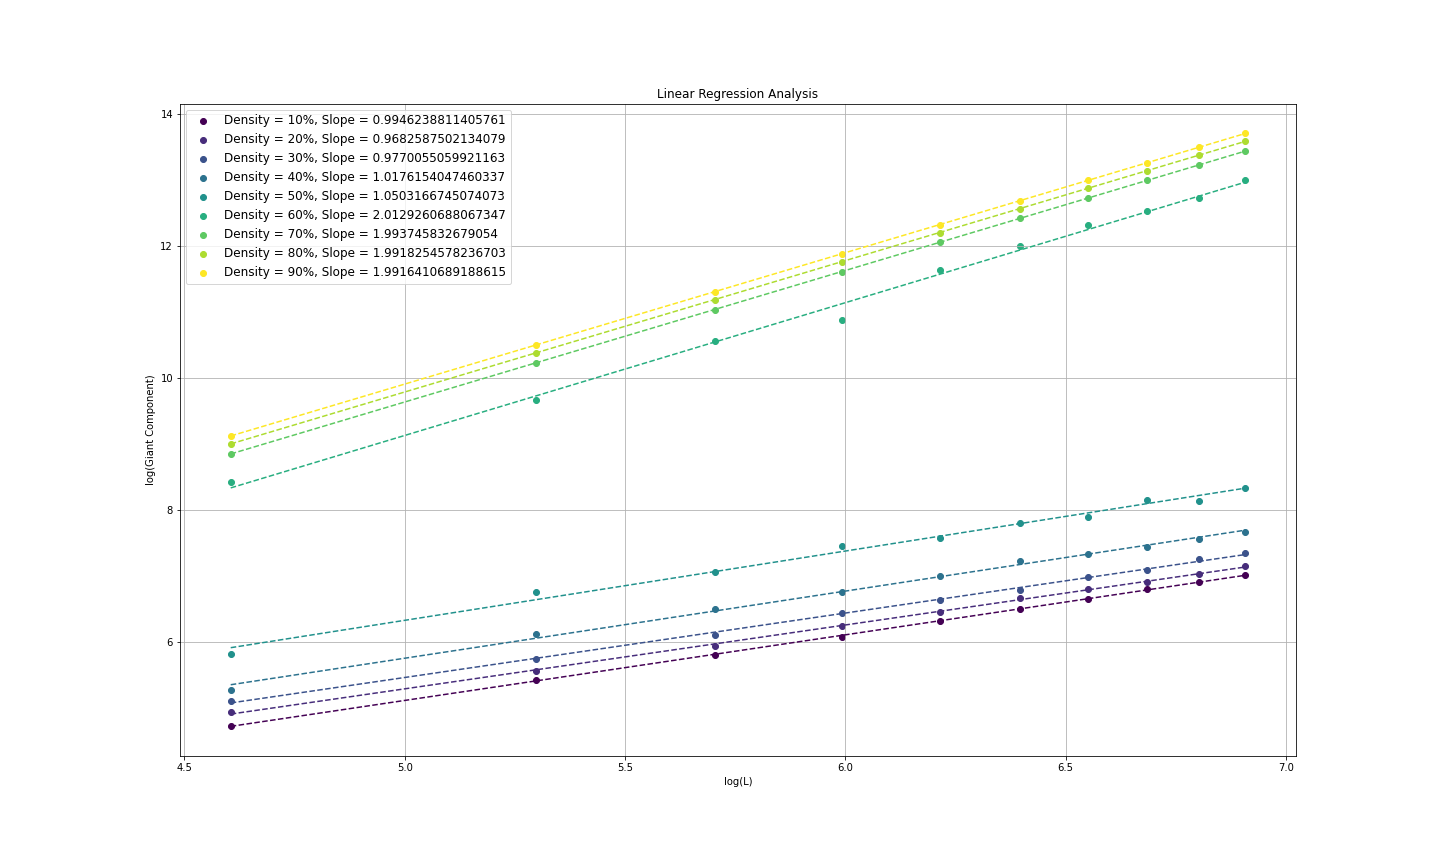 Linear Regression Analysis
Density = 10%, Slope = 0.9946238811405761
Density = 20%, Slope = 0.9682587502134079
Density = 30%, Slope = 0.9770055059921163
Density = 40%, Slope = 1.0176154047460337
Density = 50%, Slope = 1.0503166745074073
Density = 60%, Slope = 2.0129260688067347
Density = 70%, Slope = 1.993745832679054
Density = 80%, Slope = 1.9918254578236703
Density = 90%, Slope = 1.9916410689188615
14
12
10
8
6
log(Giant Component)
4.5 5.0 5.5 6.0 6.5 7.0
log(L)